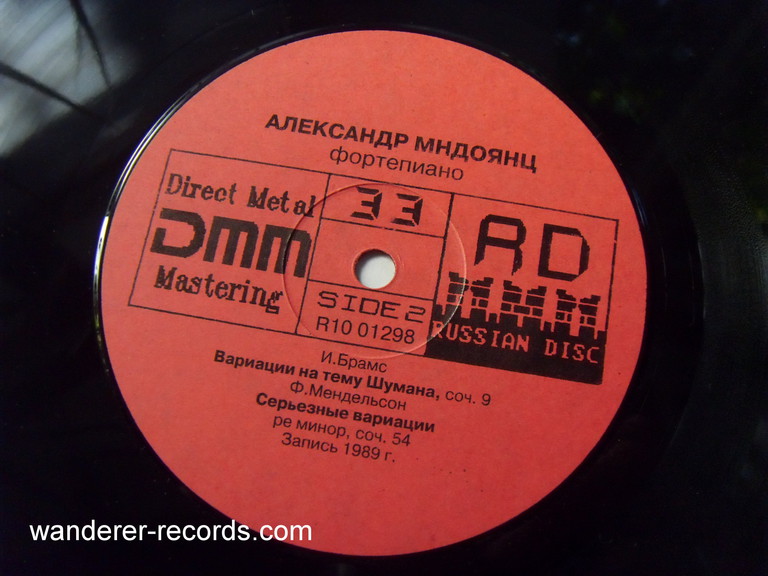 АЛЕКСАНДР МНДОЯНЦ
фортепиано
Direct Metal
DMM
Mastering
33
SIDE 2
R10 01298
RD
RUSSIAN DISC
И.Брамс
Вариации на тему Шумана, соч. 9
Ф.Мендельсон
Серьезные вариации
ре минор, соч. 54
Запись 1989 г.
wanderer-records.com